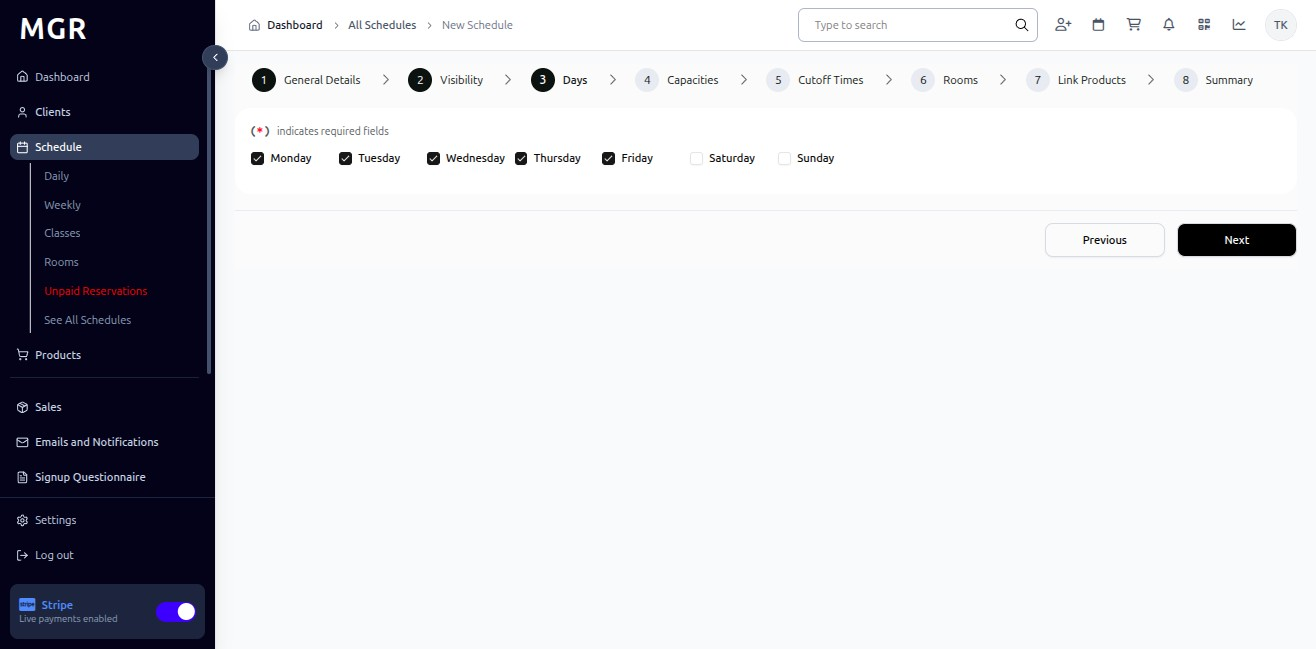 MGR
Dashboard
Clients
Schedule
Daily
Weekly
Classes
Rooms
Unpaid Reservations
See All Schedules
Products
Sales
Emails and Notifications
Signup Questionnaire
Settings
Log out
stripe Stripe
Live payments enabled
Dashboard > All Schedules > New Schedule
Type to search
TK
1 General Details > 2 Visibility > 3 Days > 4 Capacities > 5 Cutoff Times > 6 Rooms > 7 Link Products > 8 Summary
(*) indicates required fields
Monday Tuesday Wednesday Thursday Friday Saturday Sunday
Previous Next